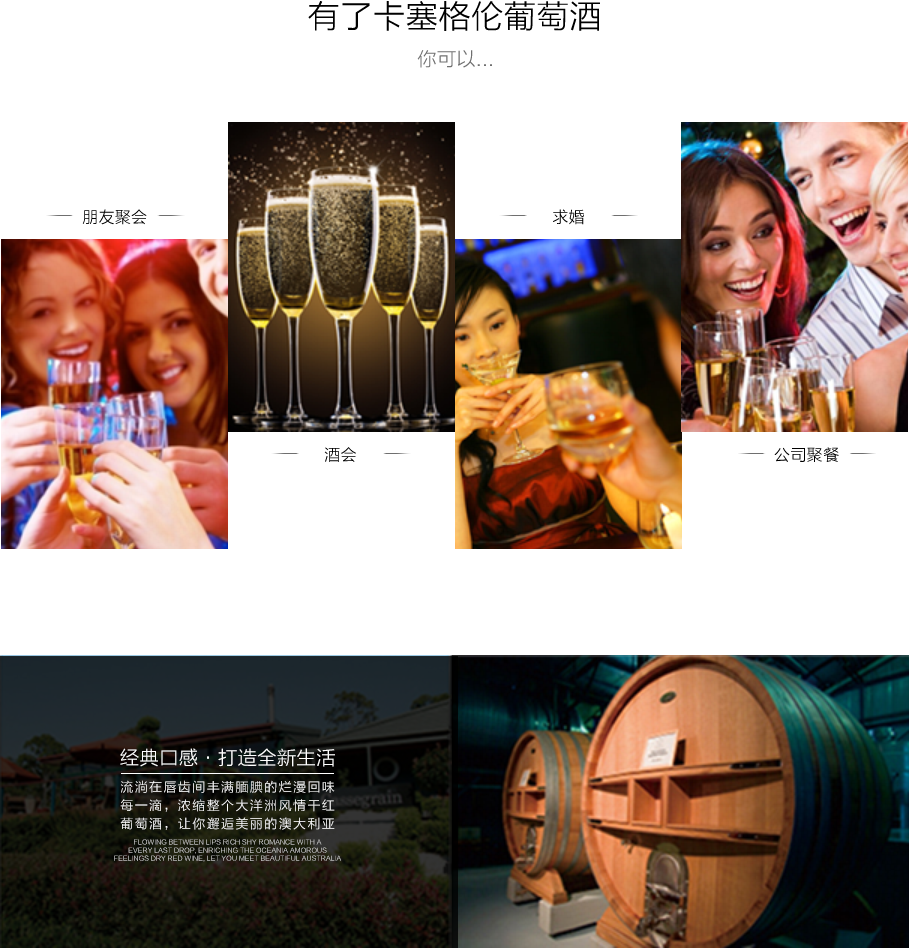 有了卡塞格伦葡萄酒
你可以...
朋友聚会
求婚
酒会
公司聚餐
经典口感·打造全新生活
流淌在唇齿间丰满腼腆的烂漫回味
每一滴，浓缩整个大洋洲风情干红
葡萄酒，让你邂逅美丽的澳大利亚
FLOWING BETWEEN LIPS RICH SHY ROMANCE WITH A
EVERY LAST DROP, ENRICHING THE OCEANIA AMOROUS
FEELINGS DRY RED WINE, LET YOU MEET BEAUTIFUL AUSTRALIA